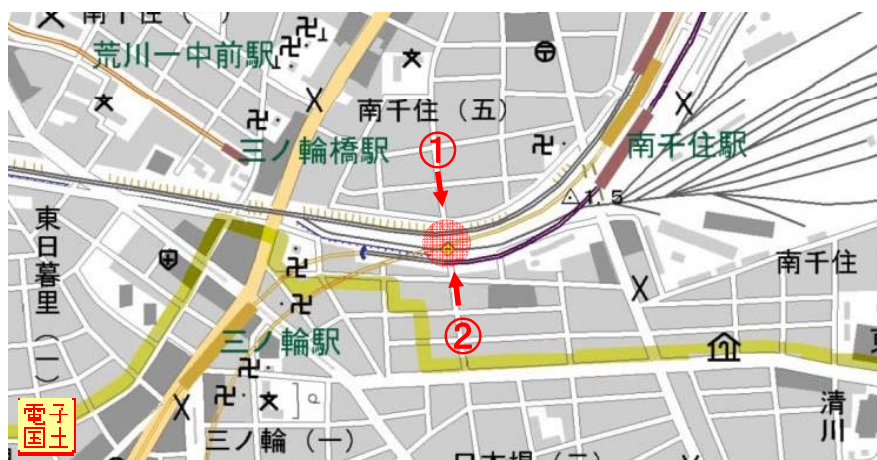 南千住（　）
荒川一中前駅
南千住（五）
三ノ輪橋駅
①
南千住駅
1.5
東日暮里（一）
南千住
②
三ノ輪駅
電子
国土
三ノ輪（一）
清川